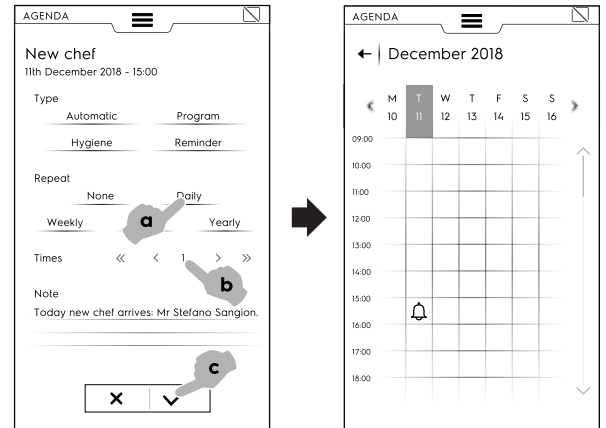 AGENDA
New chef
11th December 2018 - 15:00
Type
Automatic Program
Hygiene Reminder
Repeat
None Daily
Weekly Yearly
a
Times « < 1 > »
b
Note
Today new chef arrives: Mr Stefano Sangion.
c
AGENDA
December 2018
M T W T F S S
10 11 12 13 14 15 16
09:00
10:00
11:00
12:00
13:00
14:00
15:00
16:00
17:00
18:00